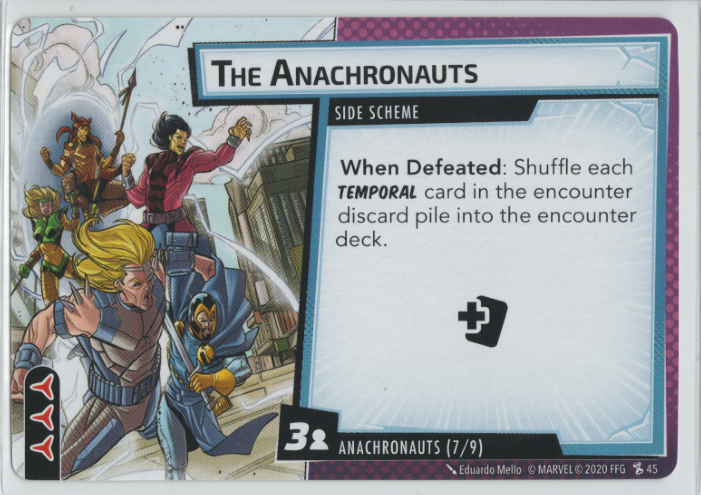 THE ANACHRONAUTS
SIDE SCHEME
When Defeated: Shuffle each
TEMPORAL card in the encounter
discard pile into the encounter
deck.
3
ANACHRONAUTS (7/9)
Eduardo Mello © MARVEL © 2020 FFG 45